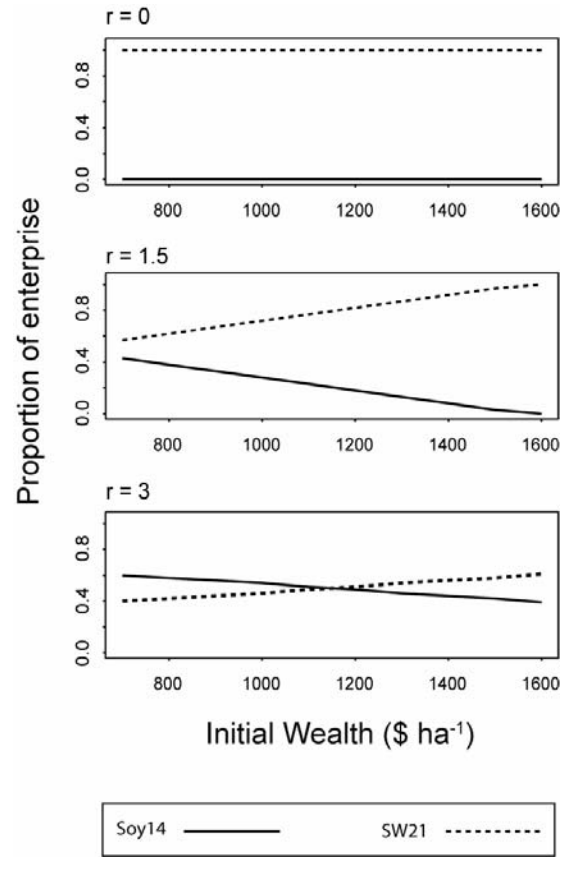 r = 0
0.8
0.4
0.0
800 1000 1200 1400 1600
r = 1.5
0.8
0.4
0.0
800 1000 1200 1400 1600
r = 3
0.8
0.4
0.0
800 1000 1200 1400 1600
Proportion of enterprise
Initial Wealth ($ ha⁻¹)
Soy14 SW21